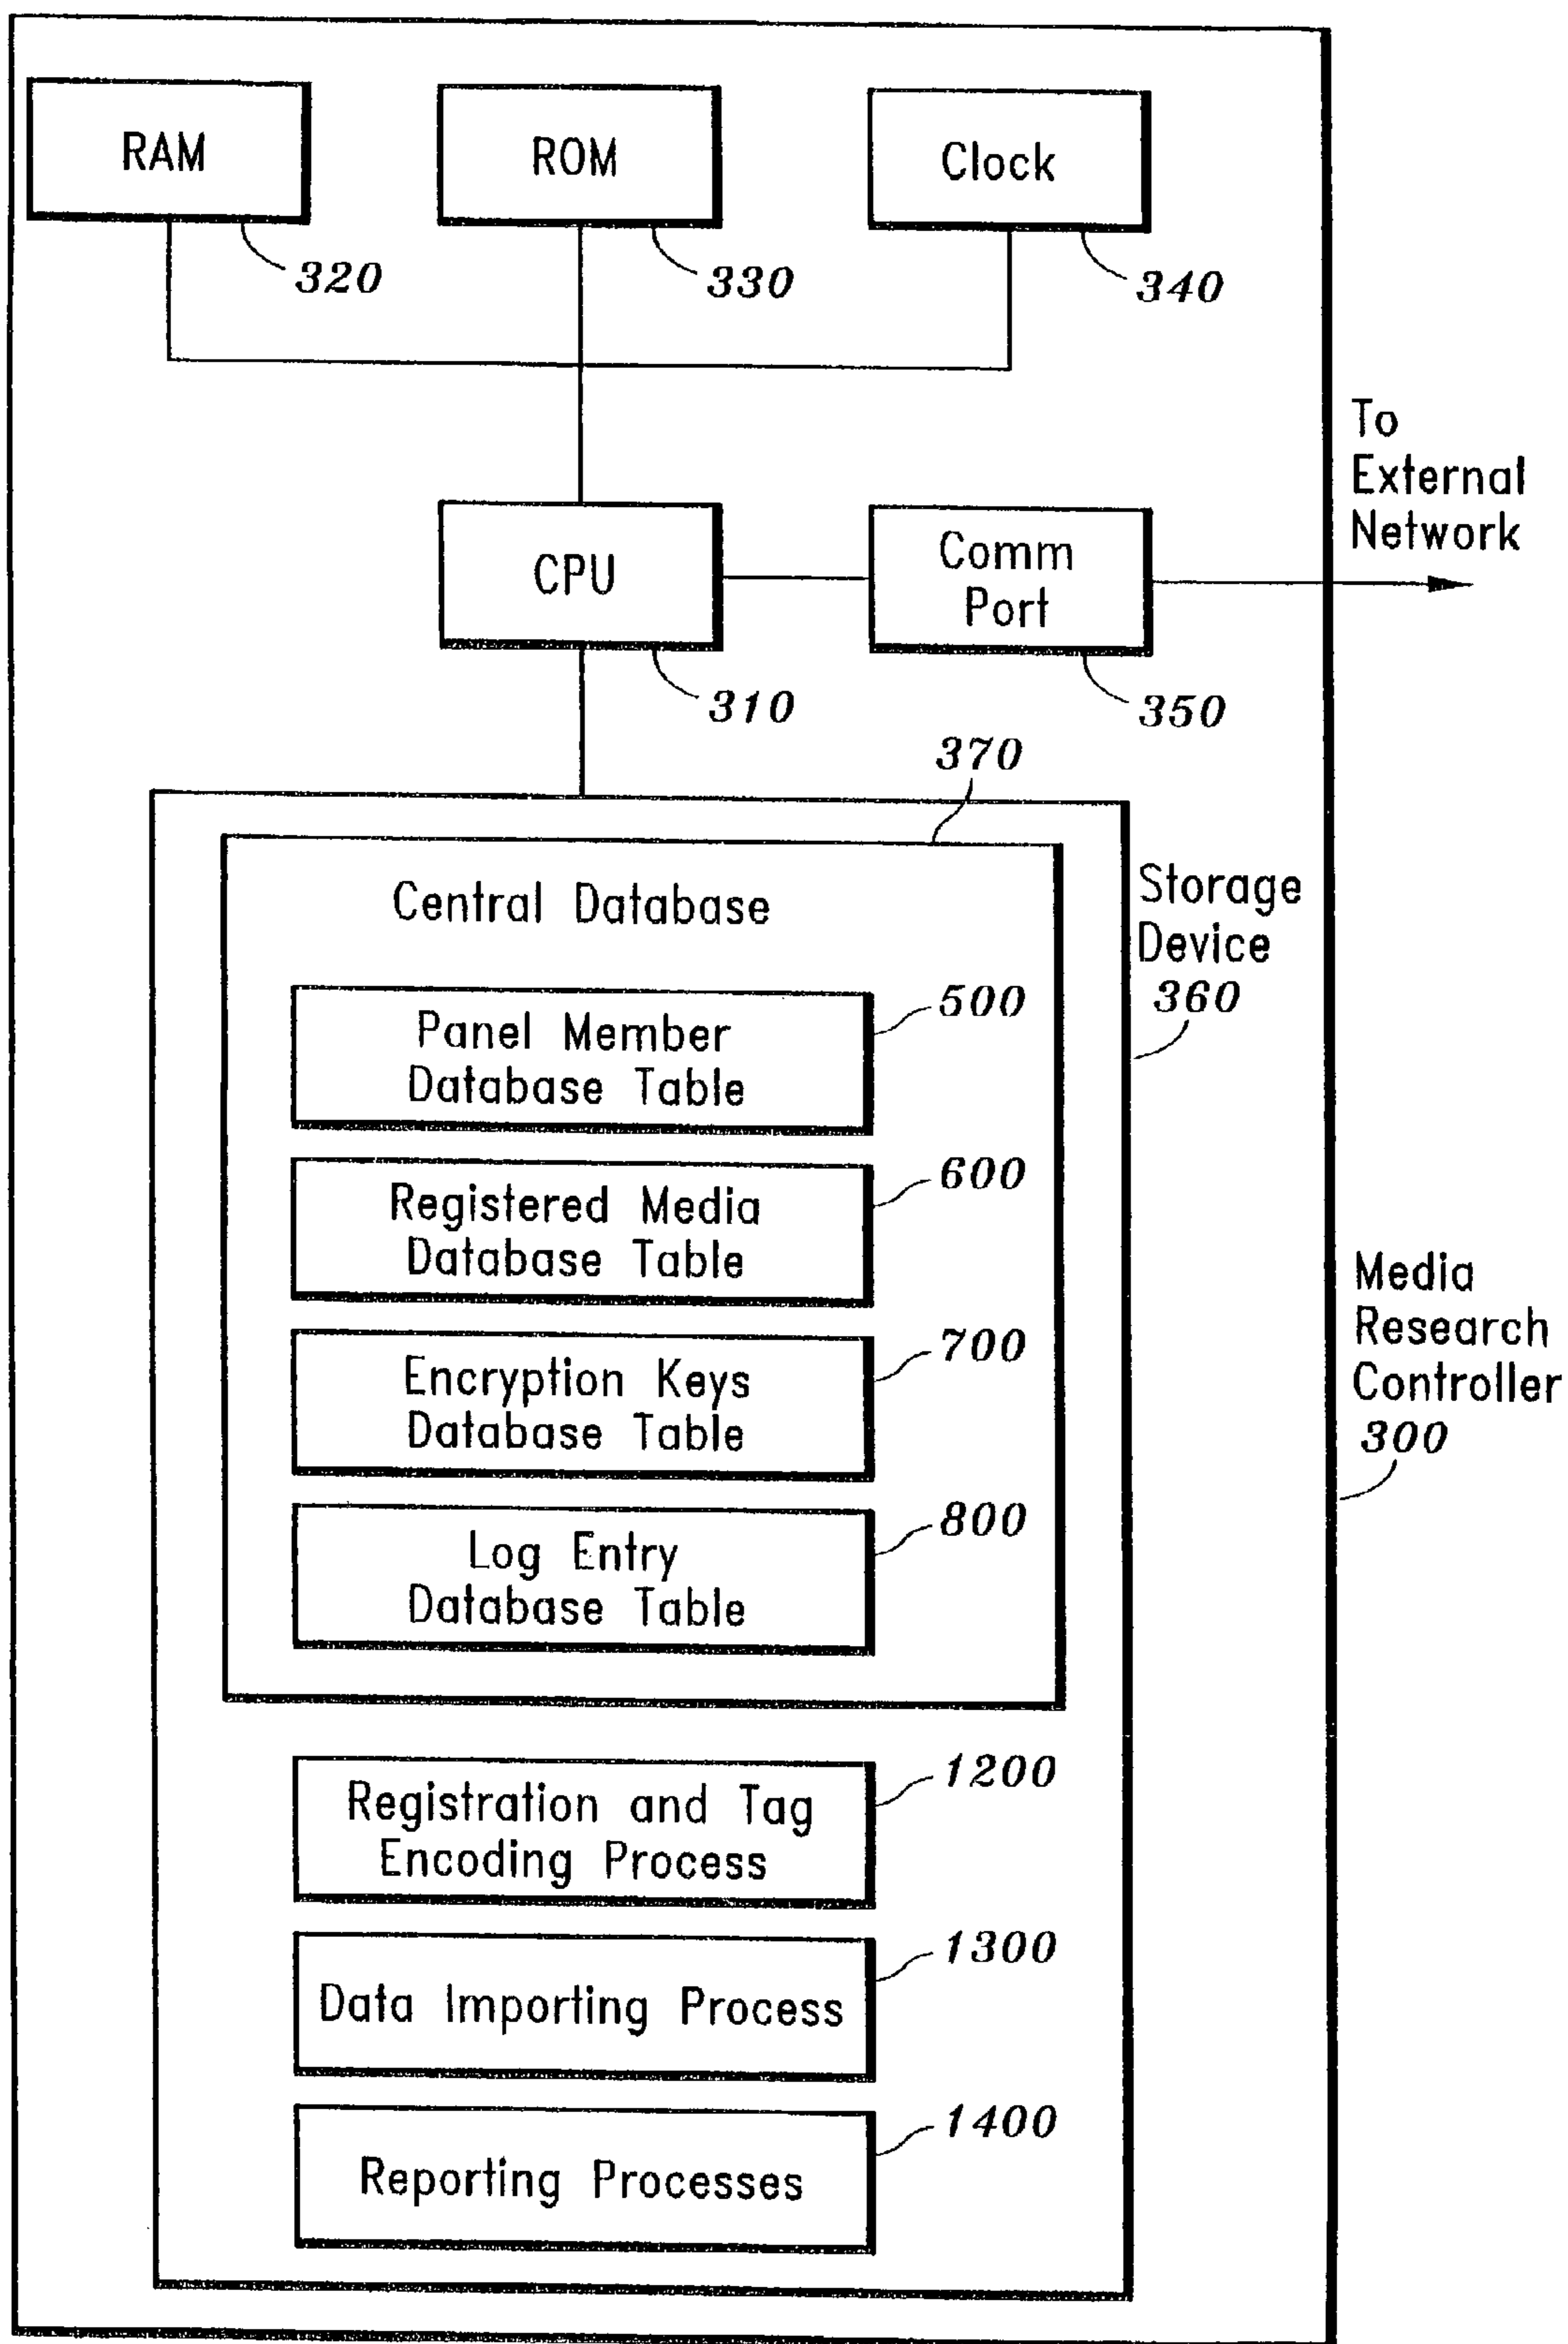 RAM
ROM
Clock
320
330
340
To
External
Network
CPU
Comm
Port
310
350
370
Central Database
Storage
Device
360
Panel Member
Database Table
500
Registered Media
Database Table
600
Encryption Keys
Database Table
700
Media
Research
Controller
300
Log Entry
Database Table
800
Registration and Tag
Encoding Process
1200
Data Importing Process
1300
Reporting Processes
1400